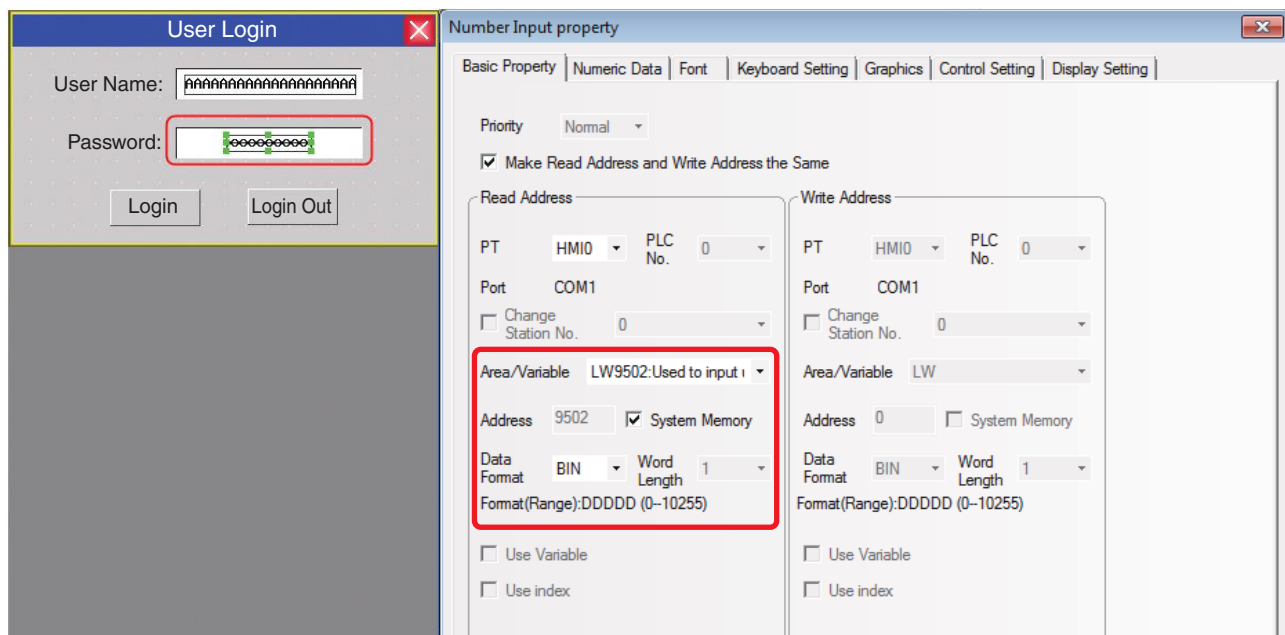 User Login
User Name: AAAAAAAAAAAAAAAAAAAA
Password:
Login Login Out
Number Input property
Basic Property Numeric Data Font Keyboard Setting Graphics Control Setting Display Setting
Priority Normal
Make Read Address and Write Address the Same
Read Address
PT HMI0 PLC No. 0
Port COM1
Change Station No. 0
Area/Variable LW9502:Used to input
Address 9502 System Memory
Data Format BIN Word Length 1
Format(Range):DDDDD (0--10255)
Use Variable
Use index
Write Address
PT HMI0 PLC No. 0
Port COM1
Change Station No. 0
Area/Variable LW
Address 0 System Memory
Data Format BIN Word Length 1
Format(Range):DDDDD (0--10255)
Use Variable
Use index